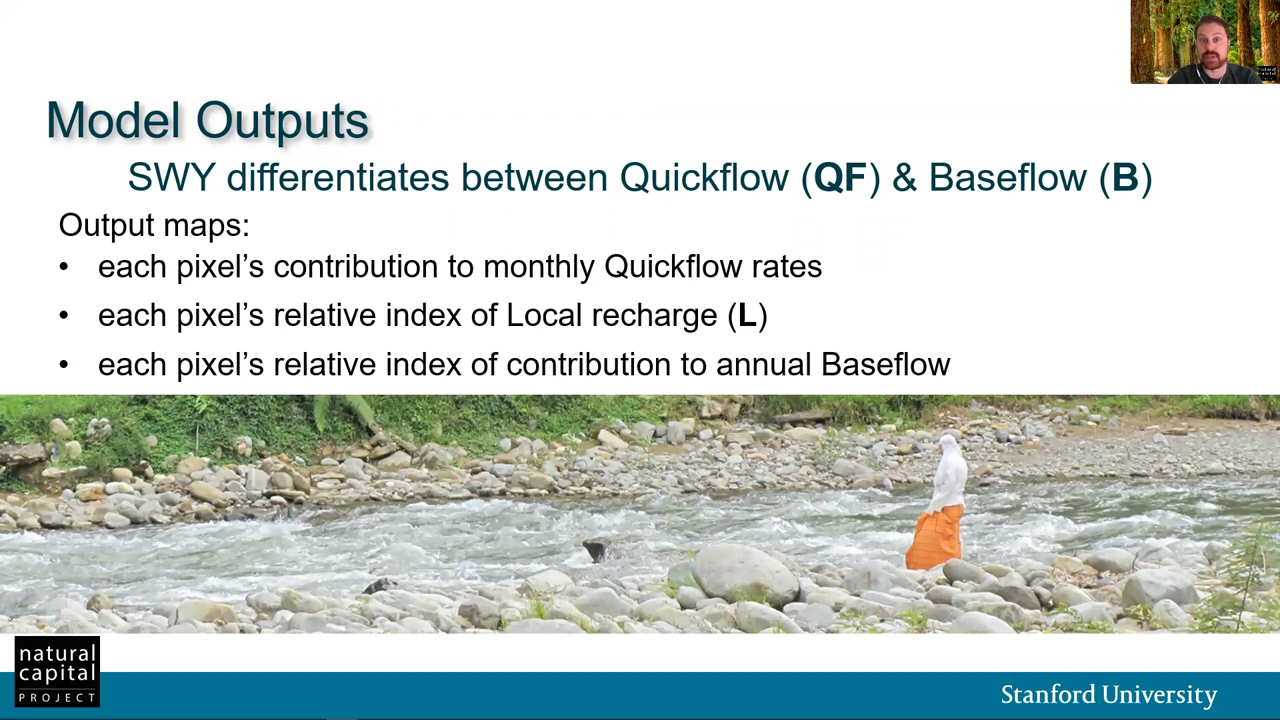 Model Outputs
SWY differentiates between Quickflow (QF) & Baseflow (B)
Output maps:
• each pixel's contribution to monthly Quickflow rates
• each pixel's relative index of Local recharge (L)
• each pixel's relative index of contribution to annual Baseflow
natural
capital
PROJECT
Stanford University